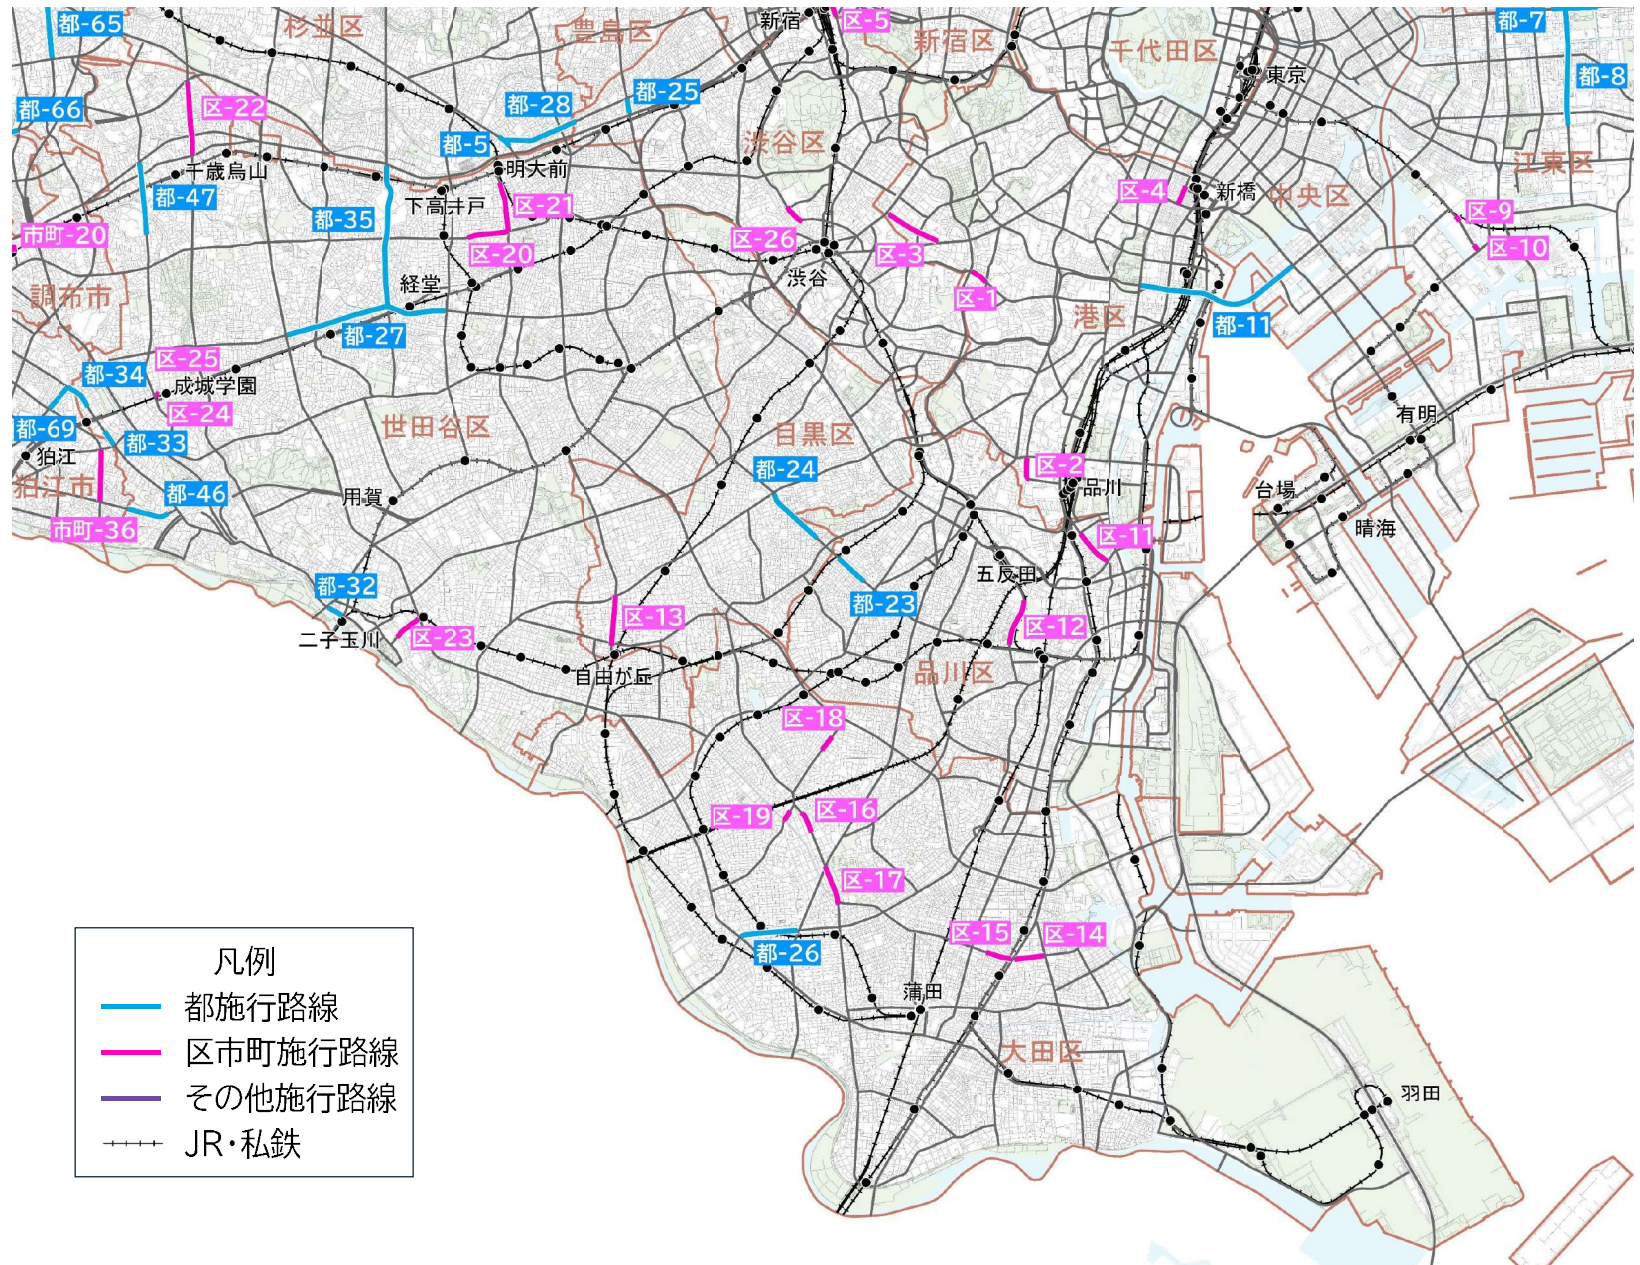 都-65
杉並区
豊島区
新宿
区-5
新宿区
千代田区
東京
都-7
都-8
都-66
区-22
都-28
都-25
都-5
渋谷区
明大前
千歳烏山
都-47
下高井戸
区-21
都-35
区-20
区-26
区-3
区-4
新橋
中央区
江東区
区-9
区-10
市町-20
調布市
経堂
渋谷
区-1
港区
都-11
都-27
区-25
都-34
成城学園
区-24
都-69
都-33
狛江
狛江市
都-46
市町-36
世田谷区
用賀
目黒区
都-24
区-2
品川
有明
台場
晴海
区-11
五反田
都-23
都-32
二子玉川
区-23
区-13
区-12
自由が丘
品川区
区-18
区-19
区-16
区-17
区-15
区-14
都-26
蒲田
大田区
羽田
凡例
都施行路線
区市町施行路線
その他施行路線
JR・私鉄